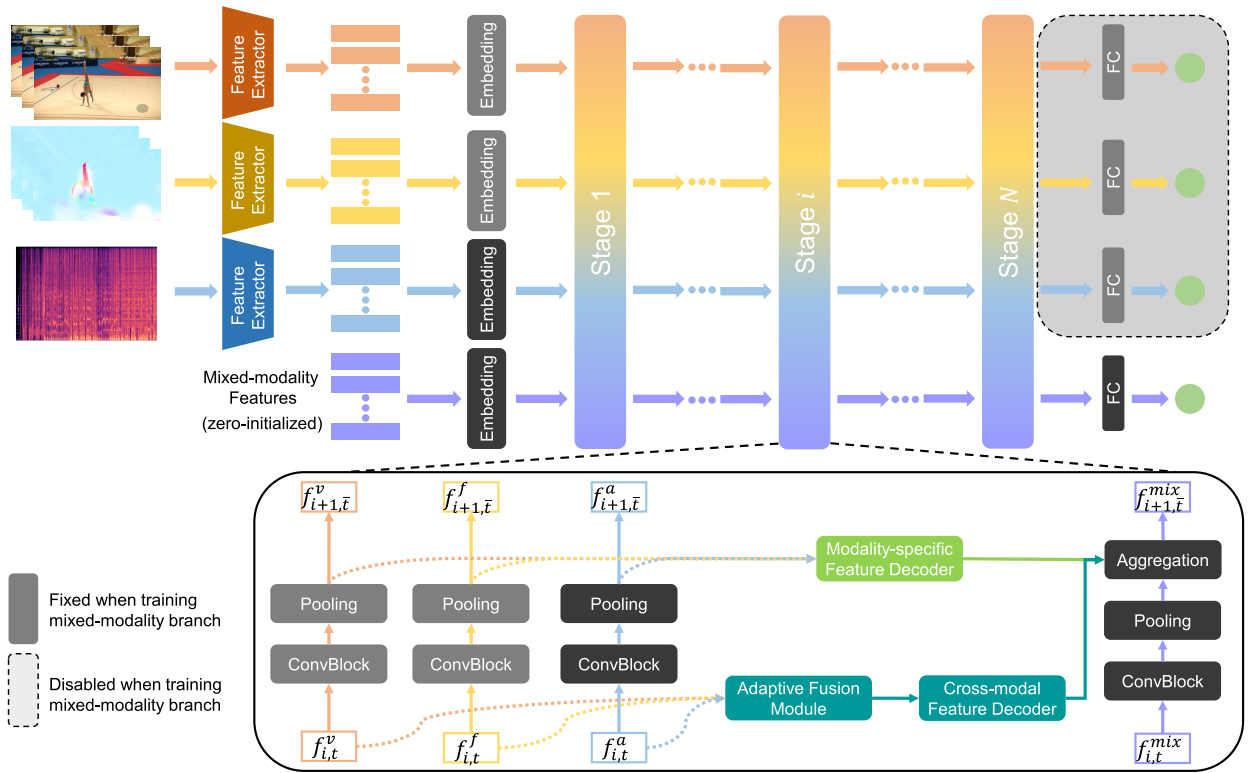 Feature
Extractor
Embedding
FC
Feature
Extractor
Embedding
FC
Feature
Extractor
Embedding
FC
Mixed-modality
Features
(zero-initialized)
Embedding
FC
Stage 1
Stage i
Stage N
f^v_{i+1,t̄}
f^f_{i+1,t̄}
f^a_{i+1,t̄}
f^{mix}_{i+1,t̄}
Modality-specific
Feature Decoder
Aggregation
Pooling
Pooling
Pooling
Pooling
ConvBlock
ConvBlock
ConvBlock
ConvBlock
Adaptive Fusion
Module
Cross-modal
Feature Decoder
f^v_{i,t}
f^f_{i,t}
f^a_{i,t}
f^{mix}_{i,t}
Fixed when training
mixed-modality branch
Disabled when training
mixed-modality branch